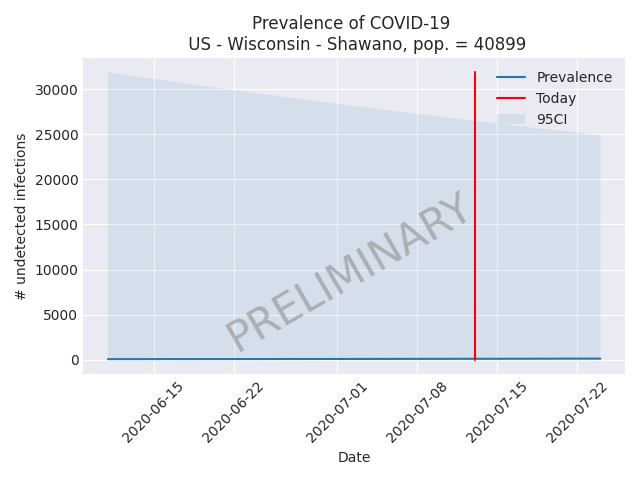 Prevalence of COVID-19
US - Wisconsin - Shawano, pop. = 40899
Prevalence
Today
95CI
PRELIMINARY
# undetected infections
30000
25000
20000
15000
10000
5000
0
2020-06-15
2020-06-22
2020-07-01
2020-07-08
2020-07-15
2020-07-22
Date